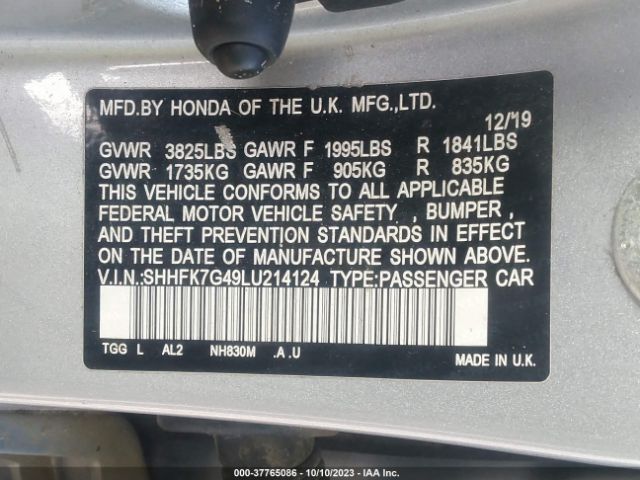 MFD.BY HONDA OF THE U.K. MFG.,LTD.
12/19
GVWR 3825LBS GAWR F 1995LBS R 1841LBS
GVWR 1735KG GAWR F 905KG R 835KG
THIS VEHICLE CONFORMS TO ALL APPLICABLE
FEDERAL MOTOR VEHICLE SAFETY , BUMPER ,
AND THEFT PREVENTION STANDARDS IN EFFECT
ON THE DATE OF MANUFACTURE SHOWN ABOVE.
V.I.N.:SHHFK7G49LU214124 TYPE:PASSENGER CAR
TGG L AL2 NH830M .A .U
MADE IN U.K.
000-37765086 - 10/10/2023 - IAA Inc.